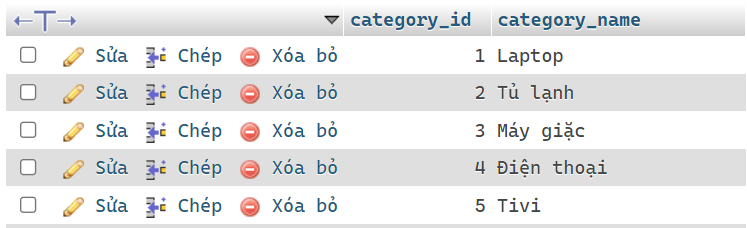 ←T→ category_id category_name
Sửa Chép Xóa bỏ 1 Laptop
Sửa Chép Xóa bỏ 2 Tủ lạnh
Sửa Chép Xóa bỏ 3 Máy giặc
Sửa Chép Xóa bỏ 4 Điện thoại
Sửa Chép Xóa bỏ 5 Tivi